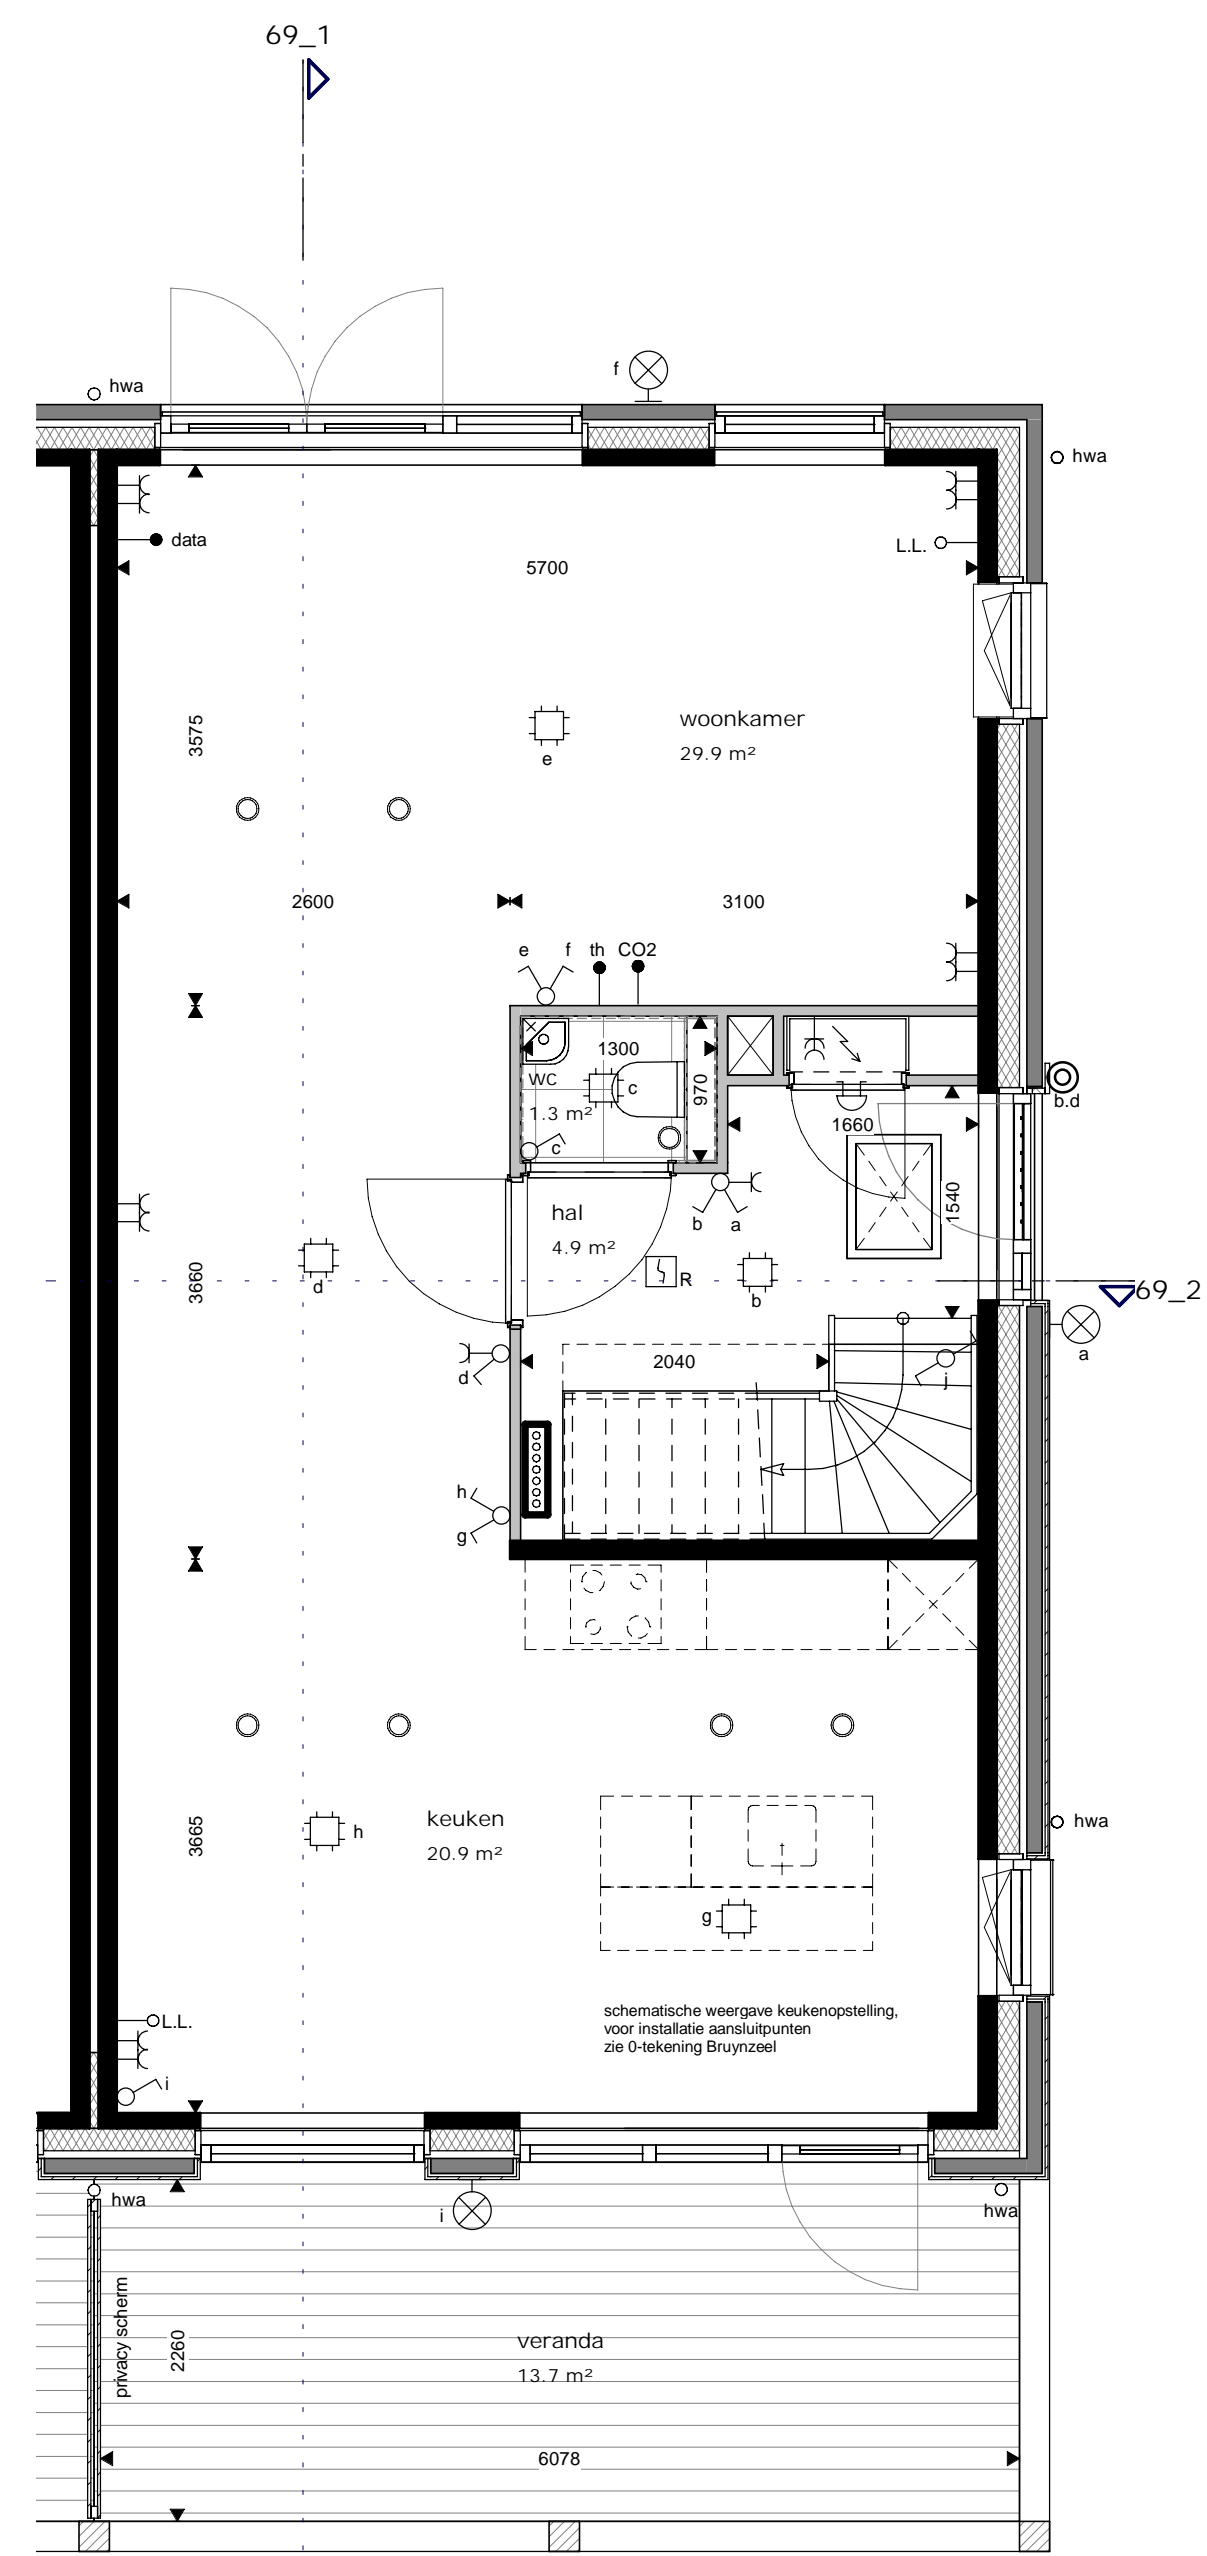 69_1
hwa
f
hwa
data
L.L.
5700
3575
woonkamer
29.9 m²
e
2600
3100
e
f
th
CO2
1300
WC
c
1.3 m²
c
970
1660
b.d
1540
b
a
hal
4.9 m²
R
b
d
3660
69_2
a
2040
d
j
h
g
keuken
20.9 m²
h
3665
hwa
g
schematische weergave keukenopstelling,
voor installatie aansluitpunten
zie 0-tekening Bruynzeel
L.L.
i
hwa
i
hwa
privacy scherm
2260
veranda
13.7 m²
6078